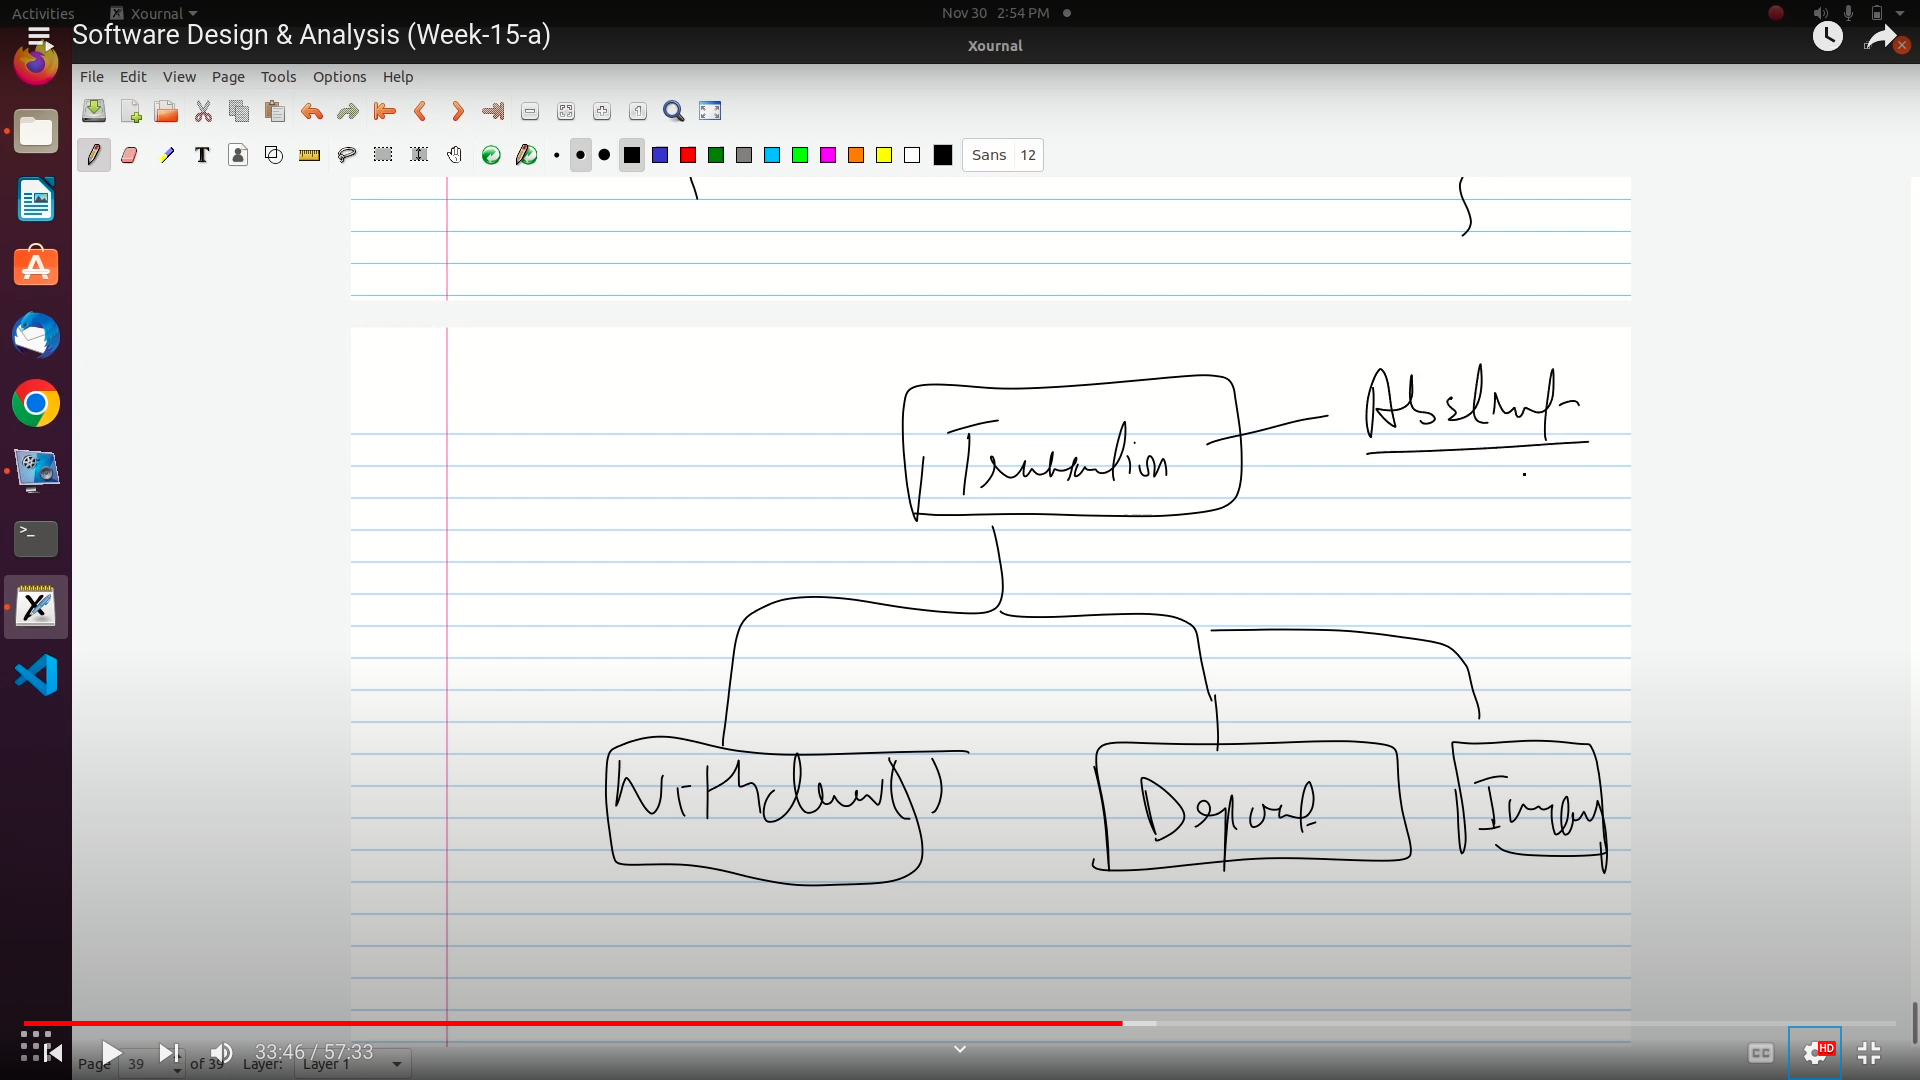 Activities Xournal Nov 30 2:54 PM
Software Design & Analysis (Week-15-a)
Xournal
File Edit View Page Tools Options Help
Sans 12
Abstract
Transaction
Withdraw()
Deposit
33:46 / 57:33
Page 39 of 39 Layer: Layer 1
CC HD